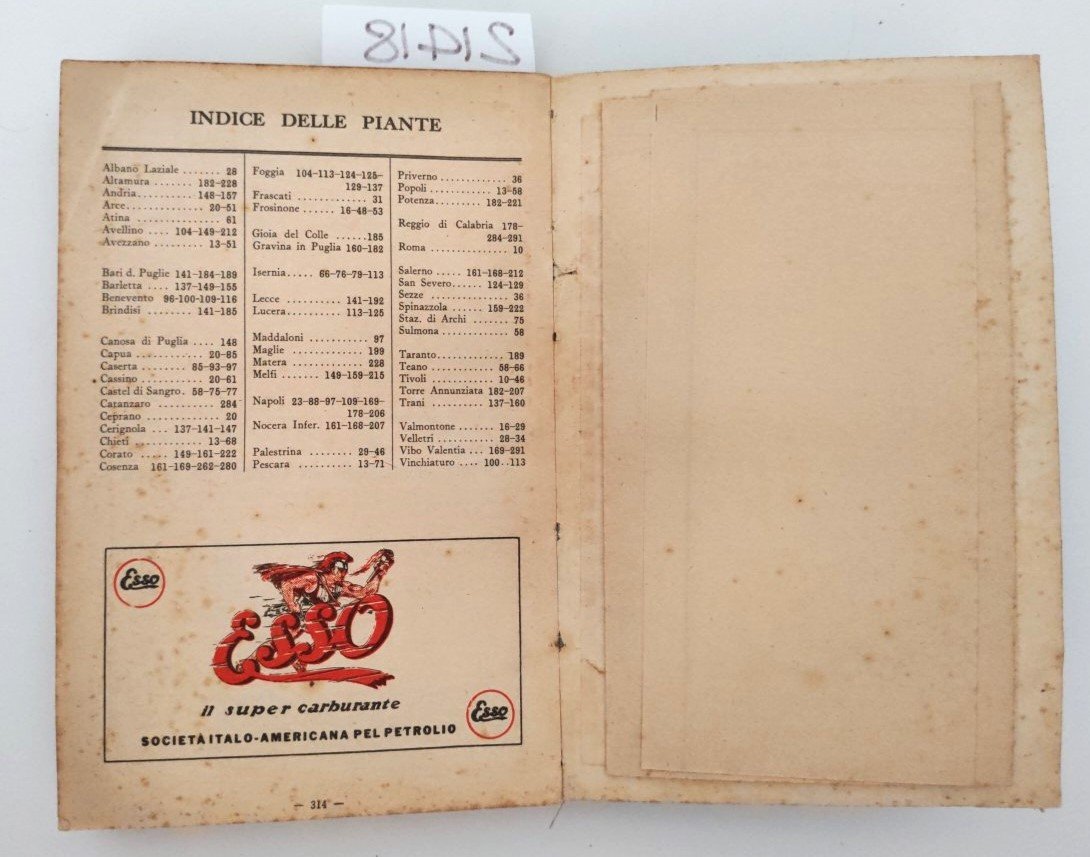 21418
INDICE DELLE PIANTE
Albano Laziale ....... 28
Altamura ....... 182-228
Andria.......... 148-157
Arce............. 20-51
Atina ............. 61
Avellino .... 104-149-212
Avezzano ......... 13-51
Bari d. Puglie 141-184-189
Barletta .... 137-149-155
Benevento 96-100-109-116
Brindisi ........ 141-185
Canosa di Puglia .... 148
Capua ........... 20-85
Caserta ........ 85-93-97
Cassino .......... 20-61
Castel di Sangro. 58-75-77
Catanzaro .......... 284
Ceprano ............ 20
Cerignola ... 137-141-147
Chieti ........... 13-68
Corato ..... 149-161-222
Cosenza 161-169-262-280
Foggia 104-113-124-125-
129-137
Frascati ............ 31
Frosinone ...... 16-48-53
Gioia del Colle ......185
Gravina in Puglia 160-182
Isernia..... 66-76-79-113
Lecce .......... 141-192
Lucera.......... 113-125
Maddaloni ........... 97
Maglie ............. 199
Matera ............. 228
Melfi ....... 149-159-215
Napoli 23-88-97-109-169-
178-206
Nocera Infer. 161-168-207
Palestrina ........ 29-46
Pescara .......... 13-71
Priverno ............ 36
Popoli ........... 13-58
Potenza......... 182-221
Reggio di Calabria 178-
284-291
Roma .............. 10
Salerno ..... 161-168-212
San Severo...... 124-129
Sezze ............. 36
Spinazzola ..... 159-222
Staz. di Archi ....... 75
Sulmona ............ 58
Taranto............ 189
Teano ........... 58-66
Tivoli ........... 10-46
Torre Annunziata 182-207
Trani .......... 137-160
Valmontone ....... 16-29
Velletri .......... 28-34
Vibo Valentia ... 169-291
Vinchiaturo .... 100..113
Esso
ESSO
il super carburante
Esso
SOCIETÀ ITALO-AMERICANA PEL PETROLIO
— 314 —